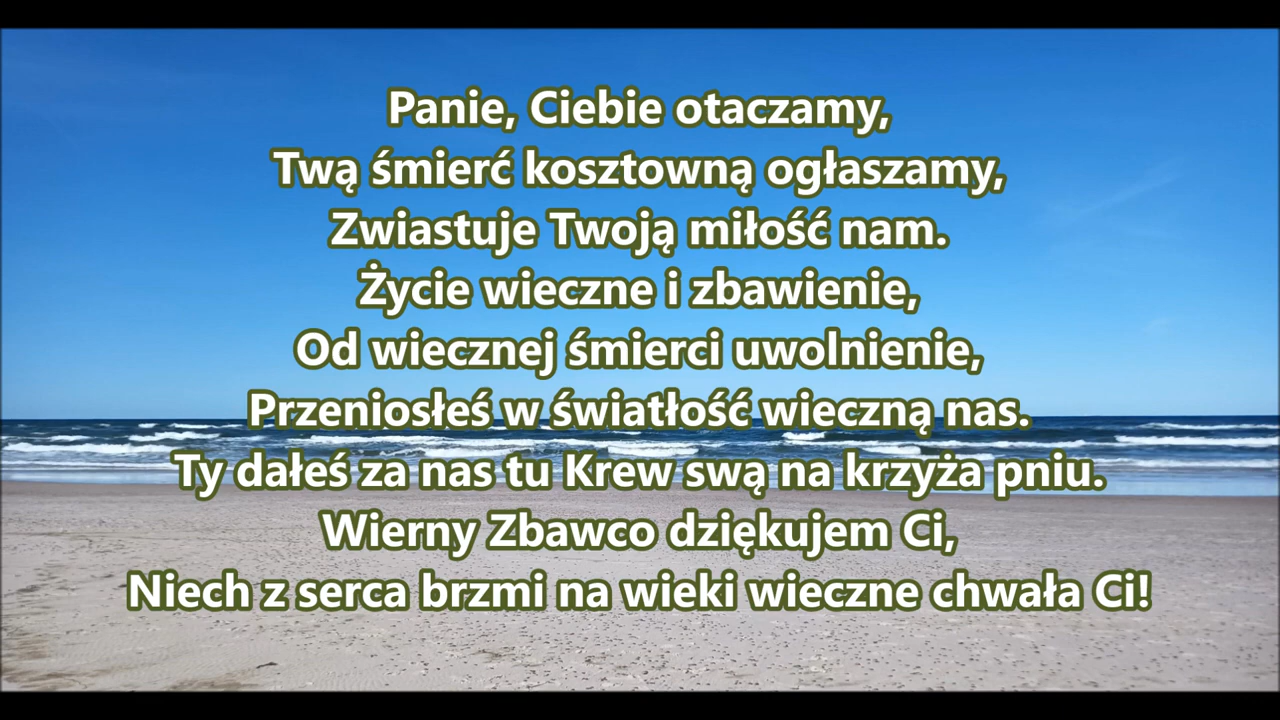 Panie, Ciebie otaczamy,
Twą śmierć kosztowną ogłaszamy,
Zwiastuje Twoją miłość nam.
Życie wieczne i zbawienie,
Od wiecznej śmierci uwolnienie,
Przeniosłeś w światłość wieczną nas.
Ty dałeś za nas tu Krew swą na krzyża pniu.
Wierny Zbawco dziękujem Ci,
Niech z serca brzmi na wieki wieczne chwała Ci!